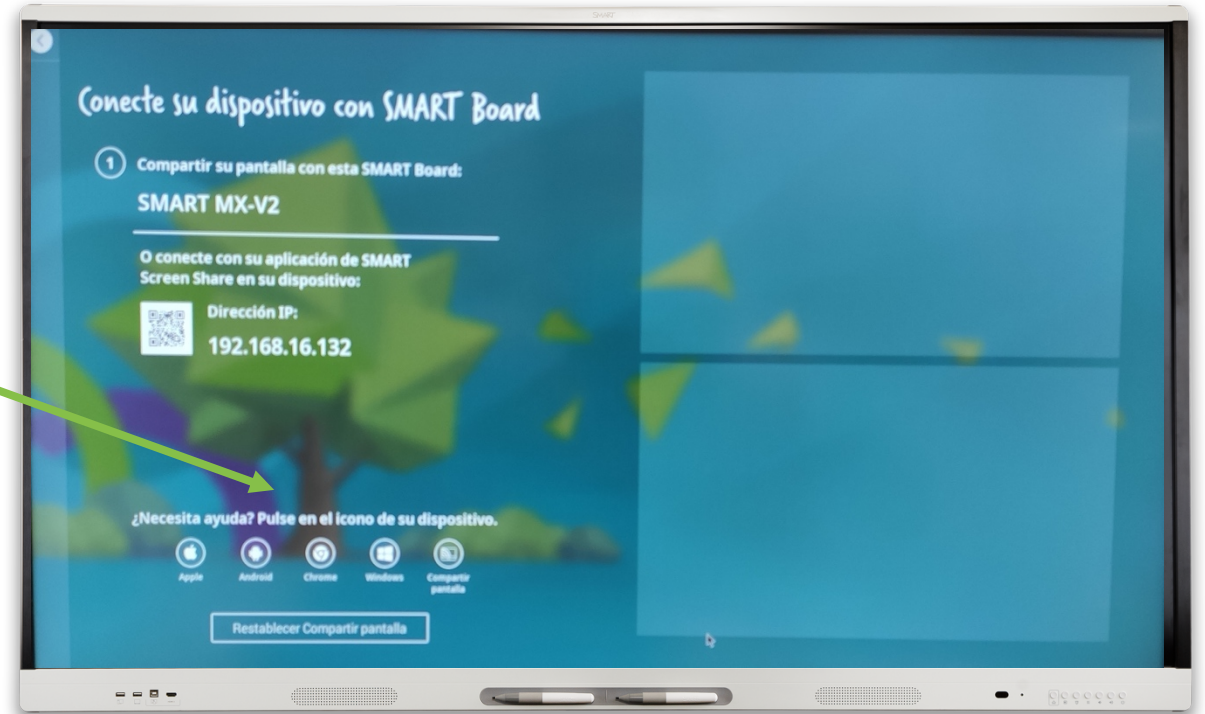 SMART
Conecte su dispositivo con SMART Board
1 Compartir su pantalla con esta SMART Board:
SMART MX-V2
O conecte con su aplicación de SMART
Screen Share en su dispositivo:
Dirección IP:
192.168.16.132
¿Necesita ayuda? Pulse en el icono de su dispositivo.
Apple Android Chrome Windows Compartir
pantalla
Restablecer Compartir pantalla